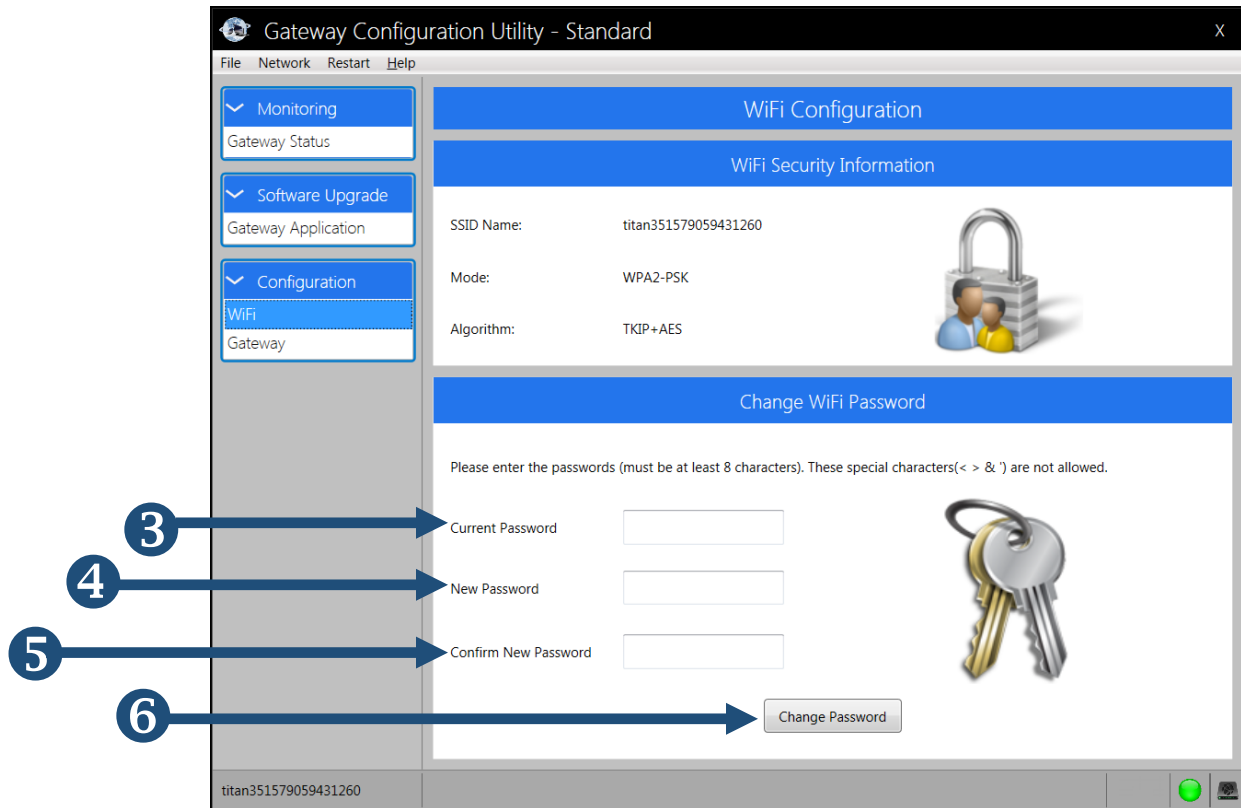 Gateway Configuration Utility - Standard X
File Network Restart Help
Monitoring
Gateway Status
Software Upgrade
Gateway Application
Configuration
WiFi
Gateway
WiFi Configuration
WiFi Security Information
SSID Name: titan351579059431260
Mode: WPA2-PSK
Algorithm: TKIP+AES
Change WiFi Password
Please enter the passwords (must be at least 8 characters). These special characters(< > & ') are not allowed.
3 Current Password
4 New Password
5 Confirm New Password
6 Change Password
titan351579059431260